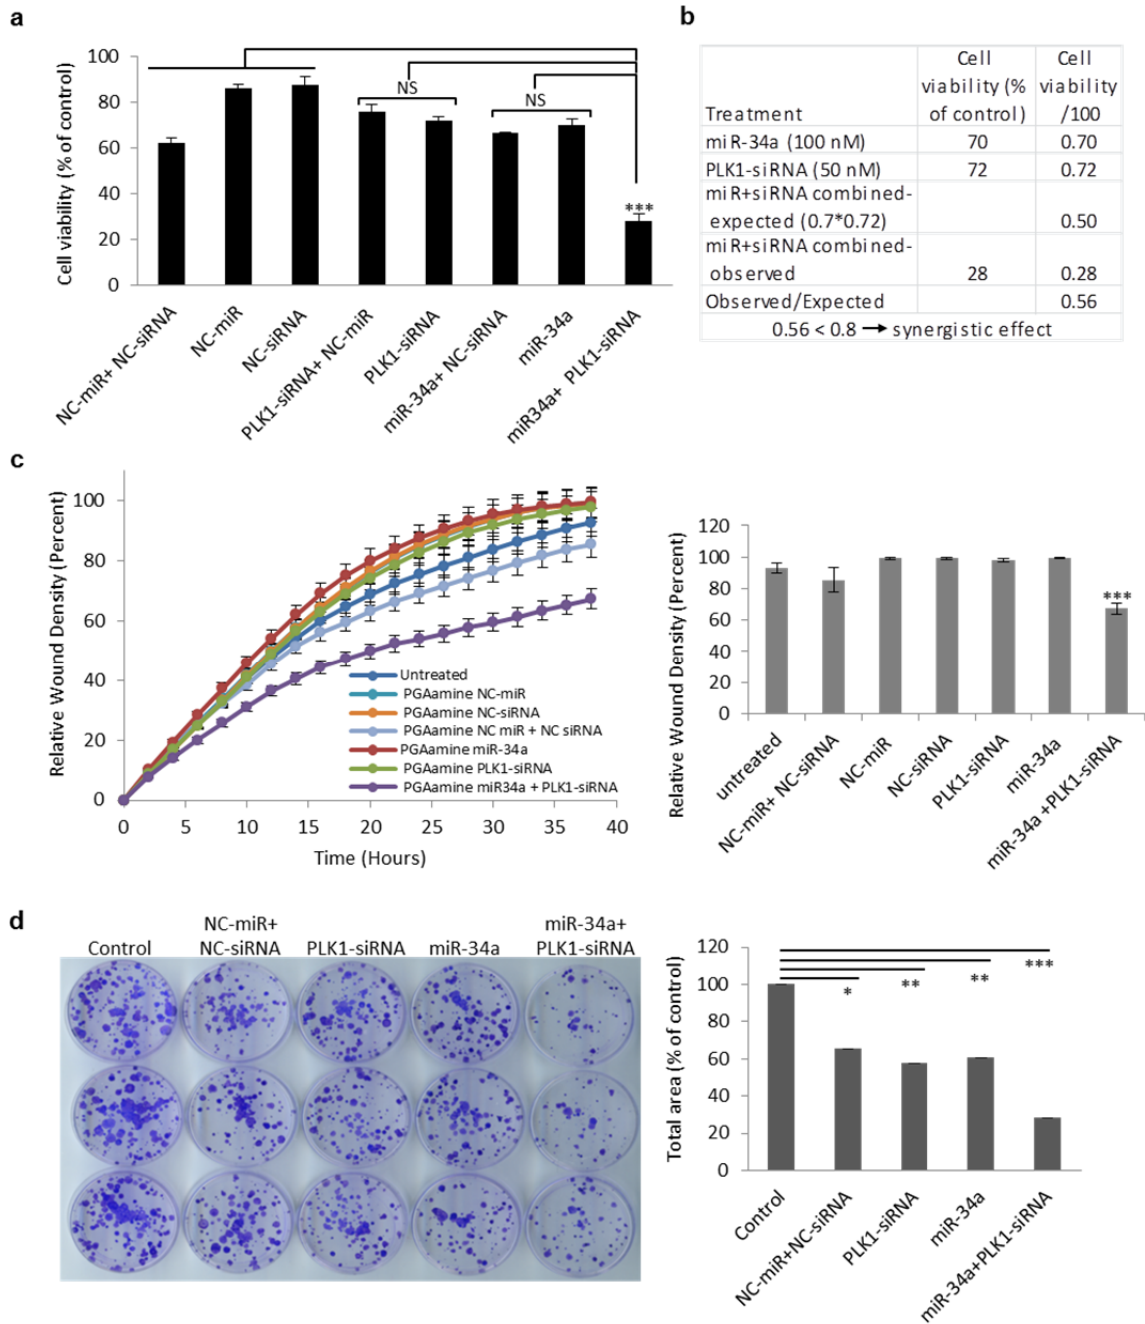 a
Cell viability (% of control)
100
80
60
40
20
0
NS
NS
***
NC-miR+ NC-siRNA
NC-miR
NC-siRNA
PLK1-siRNA+ NC-miR
PLK1-siRNA
miR-34a+ NC-siRNA
miR-34a
miR34a+ PLK1-siRNA
b
Treatment
Cell
viability (%
of control)
Cell
viability
/100
miR-34a (100 nM) 70 0.70
PLK1-siRNA (50 nM) 72 0.72
miR+siRNA combined-
expected (0.7*0.72) 0.50
miR+siRNA combined-
observed 28 0.28
Observed/Expected 0.56
0.56 < 0.8 → synergistic effect
c
Relative Wound Density (Percent)
100
80
60
40
20
0
0 5 10 15 20 25 30 35 40
Time (Hours)
Untreated
PGAamine NC-miR
PGAamine NC-siRNA
PGAamine NC miR + NC siRNA
PGAamine miR-34a
PGAamine PLK1-siRNA
PGAamine miR34a + PLK1-siRNA
Relative Wound Density (Percent)
120
100
80
60
40
20
0
***
untreated
NC-miR+ NC-siRNA
NC-miR
NC-siRNA
PLK1-siRNA
miR-34a
miR-34a +PLK1-siRNA
d
Control
NC-miR+
NC-siRNA
PLK1-siRNA
miR-34a
miR-34a+
PLK1-siRNA
Total area (% of control)
120
100
80
60
40
20
0
*
**
**
***
Control
NC-miR+NC-siRNA
PLK1-siRNA
miR-34a
miR-34a+PLK1-siRNA